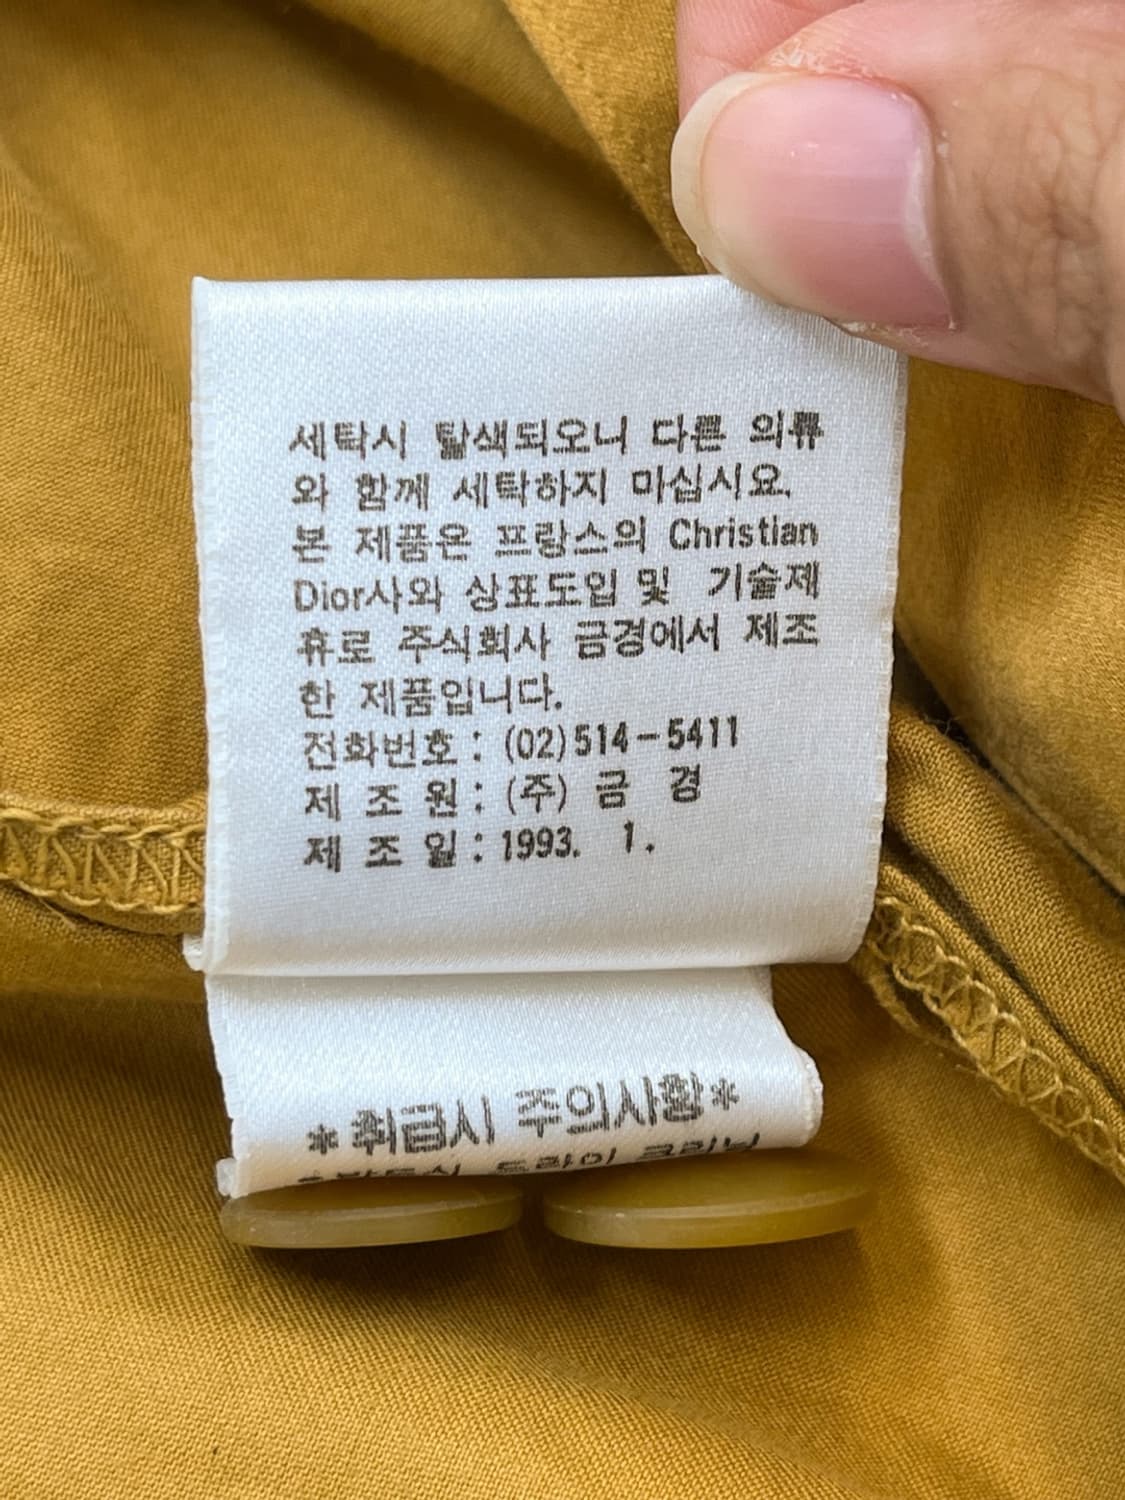 세탁시 탈색되오니 다른 의류
와 함께 세탁하지 마십시요.
본 제품은 프랑스의 Christian
Dior사와 상표도입 및 기술제
휴로 주식회사 금경에서 제조
한 제품입니다.
전화번호 : (02)514-5411
제 조 원 : (주) 금 경
제 조 일 : 1993. 1.
*취급시 주의사항*
드라이